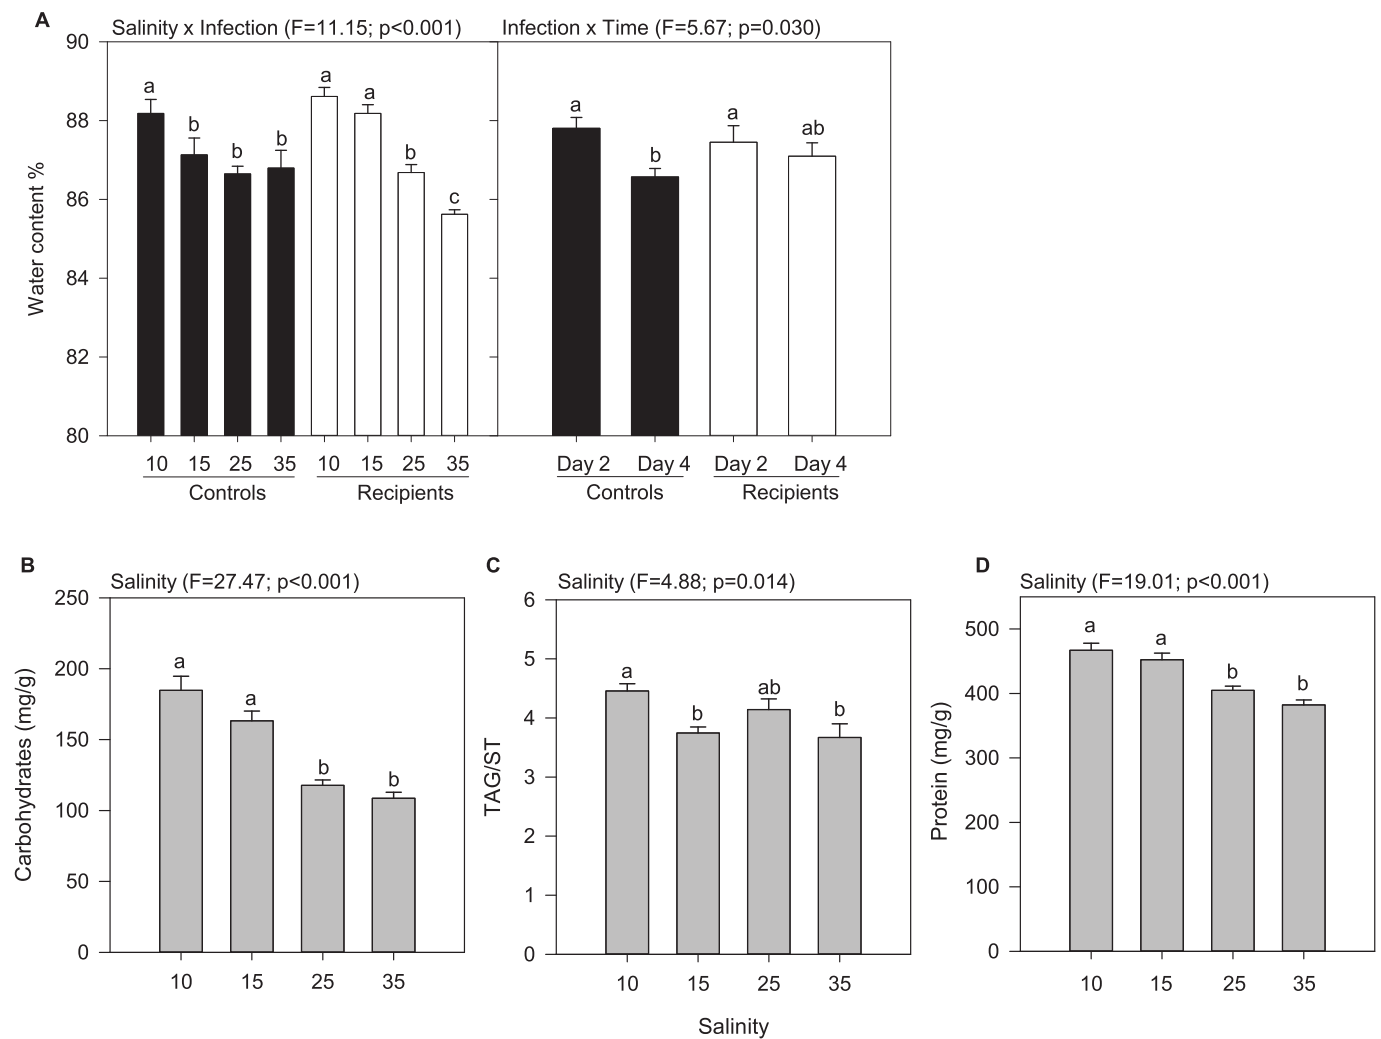 A
Salinity x Infection (F=11.15; p<0.001)
Infection x Time (F=5.67; p=0.030)
90
88
86
84
82
80
Water content %
a
b
b
b
a
a
b
c
a
b
a
ab
10 15 25 35 10 15 25 35
Controls Recipients
Day 2 Day 4 Day 2 Day 4
Controls Recipients
B
Salinity (F=27.47; p<0.001)
250
200
150
100
50
0
Carbohydrates (mg/g)
a
a
b
b
10 15 25 35
C
Salinity (F=4.88; p=0.014)
6
5
4
3
2
1
0
TAG/ST
a
b
ab
b
10 15 25 35
Salinity
D
Salinity (F=19.01; p<0.001)
500
400
300
200
100
0
Protein (mg/g)
a
a
b
b
10 15 25 35